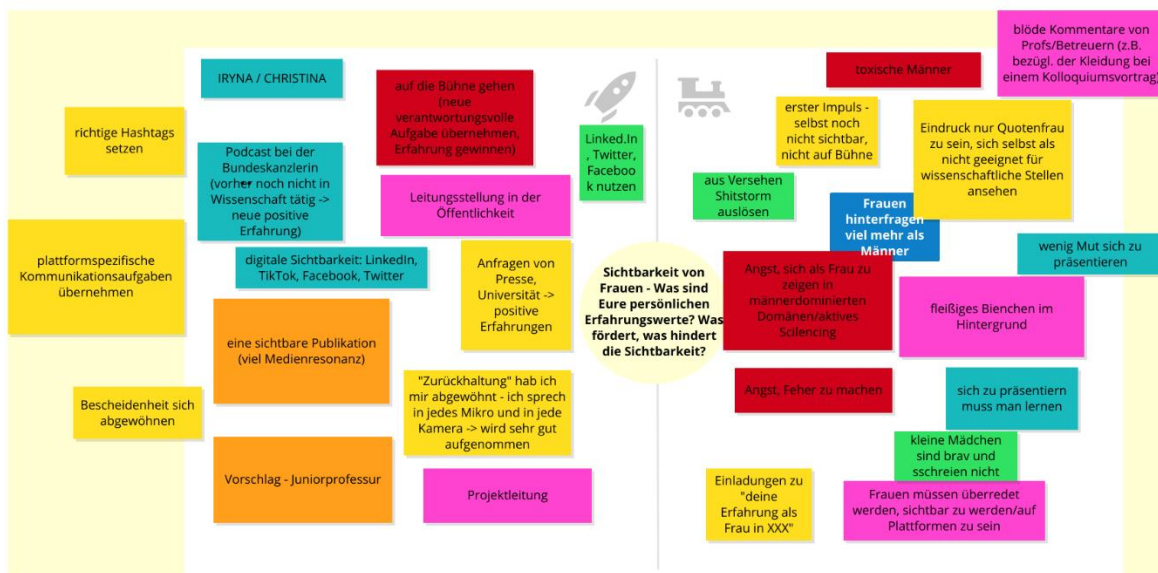 IRYNA / CHRISTINA
richtige Hashtags
setzen
Podcast bei der
Bundeskanzlerin
(vorher noch nicht in
Wissenschaft tätig ->
neue positive
Erfahrung)
plattformspezifische
Kommunikationsaufgaben
übernehmen
digitale Sichtbarkeit: LinkedIn,
TikTok, Facebook, Twitter
eine sichtbare Publikation
(viel Medienresonanz)
Bescheidenheit sich
abgewöhnen
Vorschlag - Juniorprofessur
auf die Bühne gehen
(neue
verantwortungsvolle
Aufgabe übernehmen,
Erfahrung gewinnen)
Leitungsstellung in der
Öffentlichkeit
Anfragen von
Presse,
Universität ->
positive
Erfahrungen
"Zurückhaltung" hab ich
mir abgewöhnt - ich sprech
in jedes Mikro und in jede
Kamera -> wird sehr gut
aufgenommen
Projektleitung
Linked.In
, Twitter,
Faceboo
k nutzen
Sichtbarkeit von
Frauen - Was sind
Eure persönlichen
Erfahrungswerte? Was
fördert, was hindert
die Sichtbarkeit?
toxische Männer
blöde Kommentare von
Profs/Betreuern (z.B.
bezügl. der Kleidung bei
einem Kolloquiumsvortrag)
erster Impuls -
selbst noch
nicht sichtbar,
nicht auf Bühne
Eindruck nur Quotenfrau
zu sein, sich selbst als
nicht geeignet für
wissenschaftliche Stellen
ansehen
aus Versehen
Shitstorm
auslösen
Frauen
hinterfragen
viel mehr als
Männer
wenig Mut sich zu
präsentieren
Angst, sich als Frau zu
zeigen in
männerdominierten
Domänen/aktives
Scilencing
fleißiges Bienchen im
Hintergrund
Angst, Feher zu machen
sich zu präsentiern
muss man lernen
kleine Mädchen
sind brav und
sschreien nicht
Einladungen zu
"deine
Erfahrung als
Frau in XXX"
Frauen müssen überredet
werden, sichtbar zu werden/auf
Plattformen zu sein